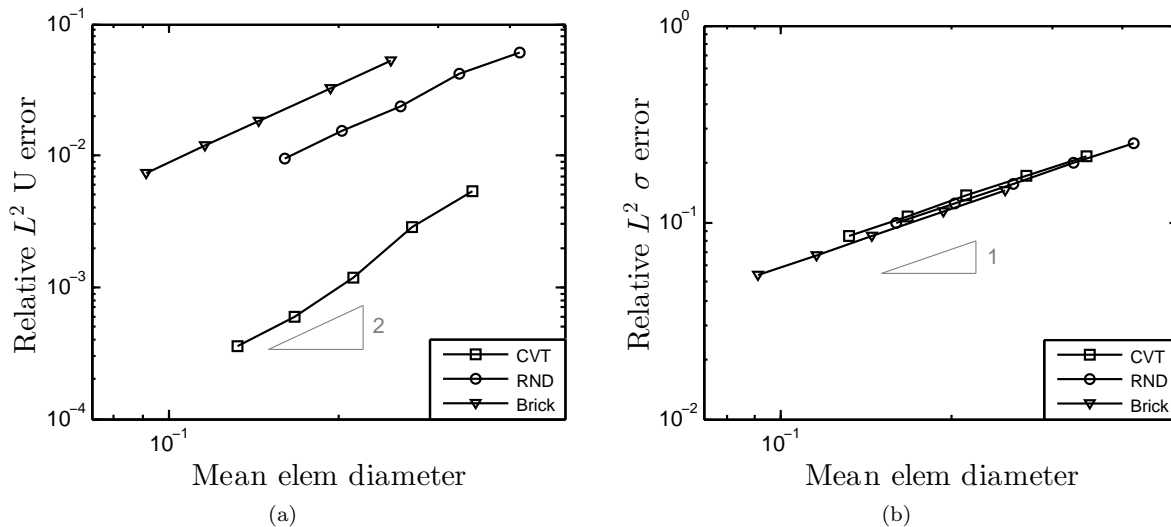 10^{-1}
10^{-2}
10^{-3}
10^{-4}
Relative L^2 U error
2
CVT
RND
Brick
10^{-1}
Mean elem diameter
(a)
10^0
10^{-1}
10^{-2}
Relative L^2 σ error
1
CVT
RND
Brick
10^{-1}
Mean elem diameter
(b)